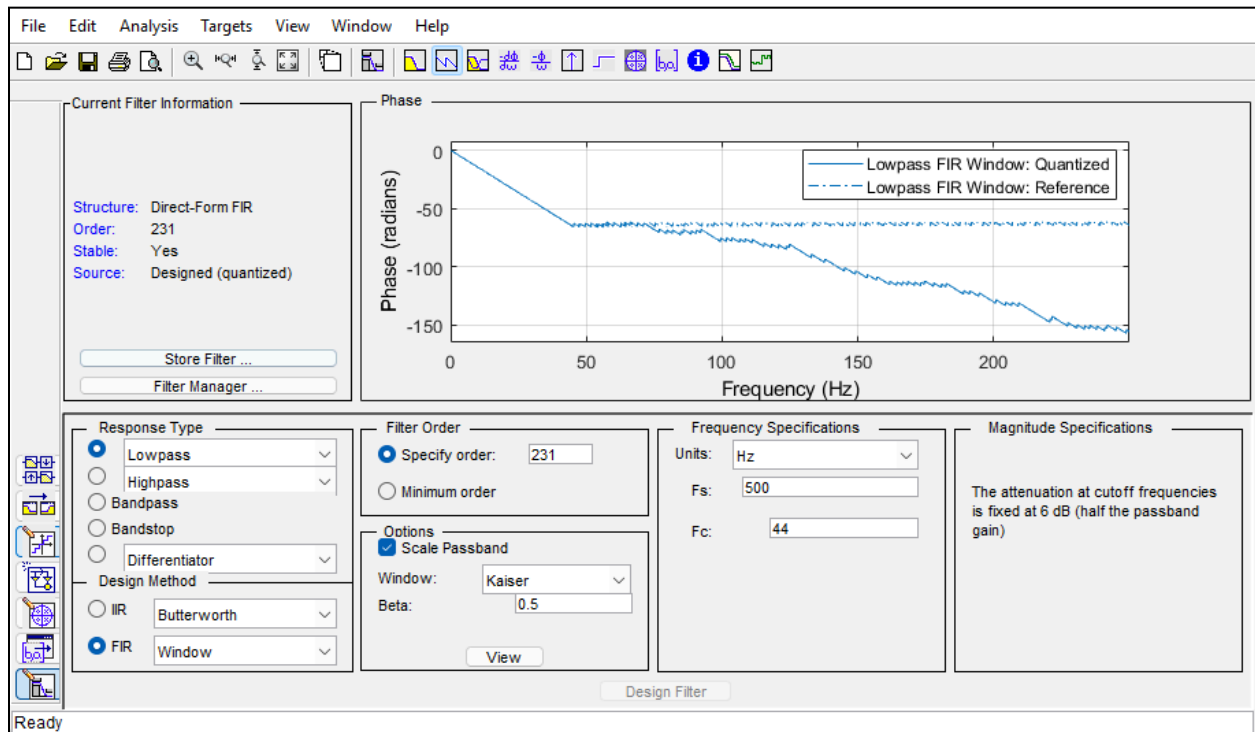 File Edit Analysis Targets View Window Help
Current Filter Information
Structure: Direct-Form FIR
Order: 231
Stable: Yes
Source: Designed (quantized)
Store Filter ...
Filter Manager ...
Phase
Phase (radians)
0
-50
-100
-150
Lowpass FIR Window: Quantized
Lowpass FIR Window: Reference
0 50 100 150 200
Frequency (Hz)
Response Type
Lowpass
Highpass
Bandpass
Bandstop
Differentiator
Design Method
IIR Butterworth
FIR Window
Filter Order
Specify order: 231
Minimum order
Options
Scale Passband
Window: Kaiser
Beta: 0.5
View
Frequency Specifications
Units: Hz
Fs: 500
Fc: 44
Magnitude Specifications
The attenuation at cutoff frequencies
is fixed at 6 dB (half the passband
gain)
Design Filter
Ready